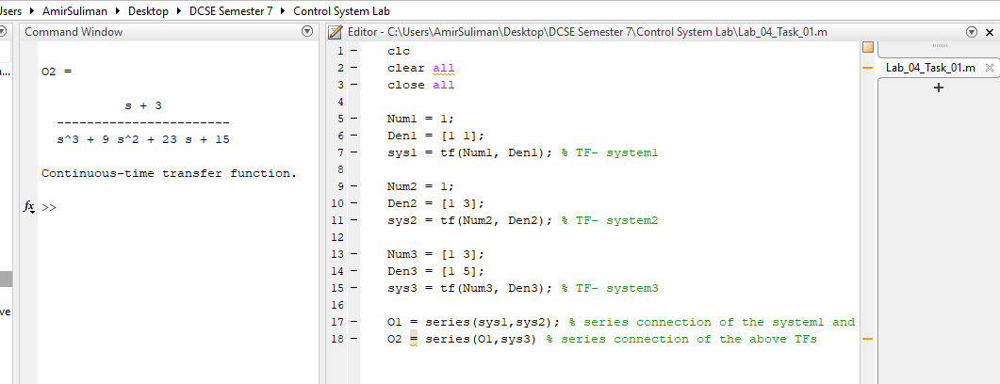 Users ▸ AmirSuliman ▸ Desktop ▸ DCSE Semester 7 ▸ Control System Lab
Command Window
O2 =
s + 3
------------------------
s^3 + 9 s^2 + 23 s + 15
Continuous-time transfer function.
fx >>
Editor - C:\Users\AmirSuliman\Desktop\DCSE Semester 7\Control System Lab\Lab_04_Task_01.m
1 – clc
2 – clear all
3 – close all
4
5 – Num1 = 1;
6 – Den1 = [1 1];
7 – sys1 = tf(Num1, Den1); % TF- system1
8
9 – Num2 = 1;
10 – Den2 = [1 3];
11 – sys2 = tf(Num2, Den2); % TF- system2
12
13 – Num3 = [1 3];
14 – Den3 = [1 5];
15 – sys3 = tf(Num3, Den3); % TF- system3
16
17 – O1 = series(sys1,sys2); % series connection of the system1 and
18 – O2 = series(O1,sys3) % series connection of the above TFs
Lab_04_Task_01.m
+